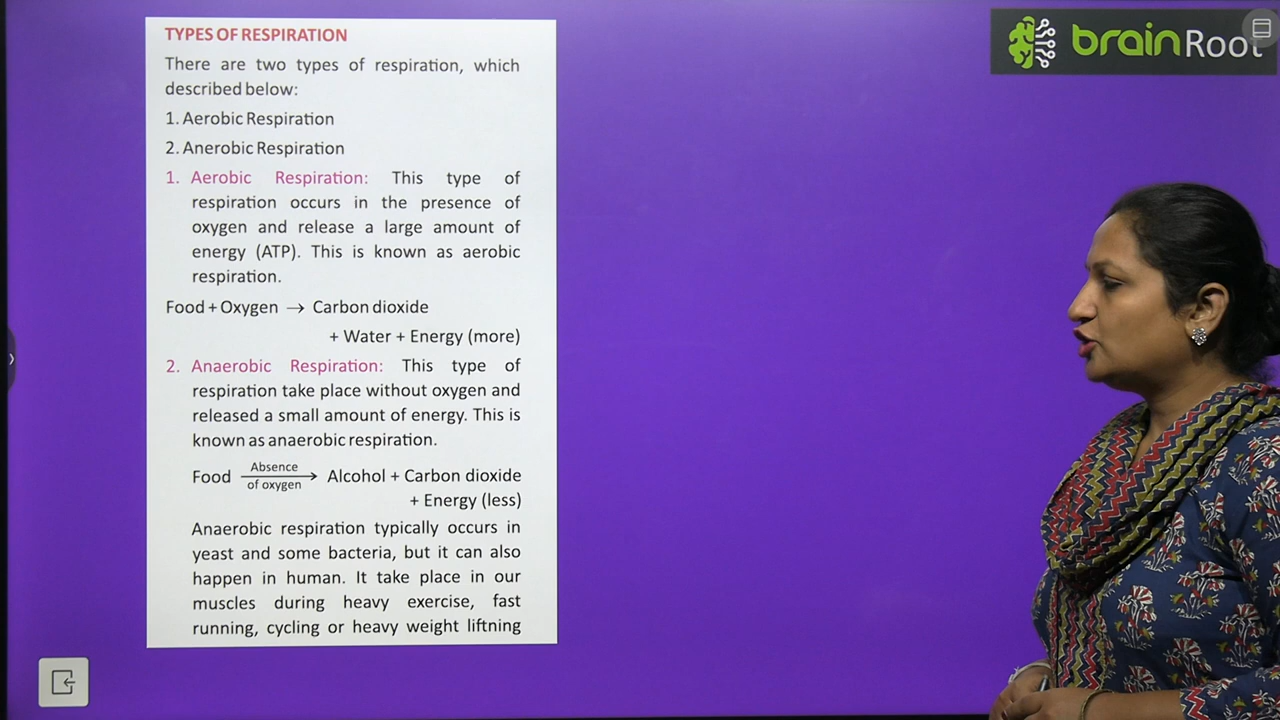 TYPES OF RESPIRATION
There are two types of respiration, which
described below:
1. Aerobic Respiration
2. Anerobic Respiration
1. Aerobic Respiration: This type of
respiration occurs in the presence of
oxygen and release a large amount of
energy (ATP). This is known as aerobic
respiration.
Food + Oxygen → Carbon dioxide
+ Water + Energy (more)
2. Anaerobic Respiration: This type of
respiration take place without oxygen and
released a small amount of energy. This is
known as anaerobic respiration.
Absence
Food → Alcohol + Carbon dioxide
of oxygen
+ Energy (less)
Anaerobic respiration typically occurs in
yeast and some bacteria, but it can also
happen in human. It take place in our
muscles during heavy exercise, fast
running, cycling or heavy weight liftning
brainRoot